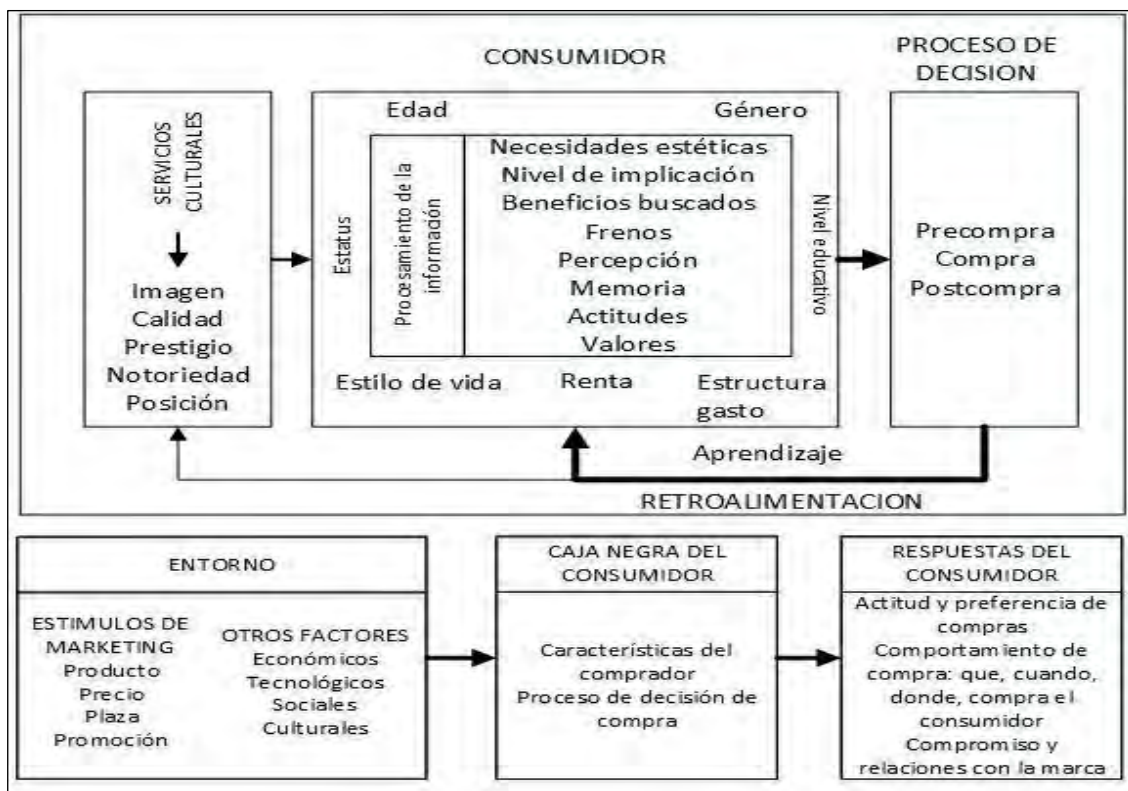 CONSUMIDOR
PROCESO DE
DECISION
SERVICIOS
CULTURALES
Imagen
Calidad
Prestigio
Notoriedad
Posición
Edad
Género
Estatus
Procesamiento de la
información
Necesidades estéticas
Nivel de implicación
Beneficios buscados
Frenos
Percepción
Memoria
Actitudes
Valores
Nivel educativo
Estilo de vida
Renta
Estructura
gasto
Precompra
Compra
Postcompra
Aprendizaje
RETROALIMENTACION
ENTORNO
ESTIMULOS DE
MARKETING
Producto
Precio
Plaza
Promoción
OTROS FACTORES
Económicos
Tecnológicos
Sociales
Culturales
CAJA NEGRA DEL
CONSUMIDOR
Características del
comprador
Proceso de decisión de
compra
RESPUESTAS DEL
CONSUMIDOR
Actitud y preferencia de
compras
Comportamiento de
compra: que, cuando,
donde, compra el
consumidor
Compromiso y
relaciones con la marca